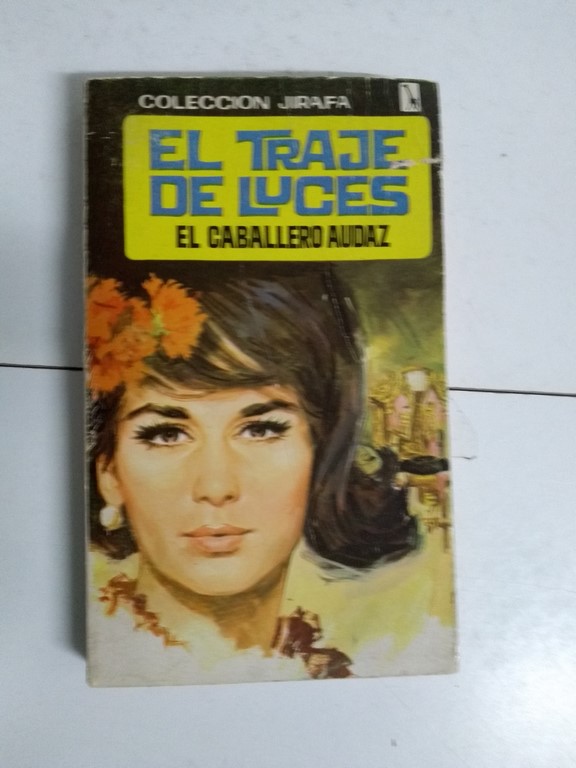 COLECCION JIRAFA
EL TRAJE
DE LUCES
EL CABALLERO AUDAZ